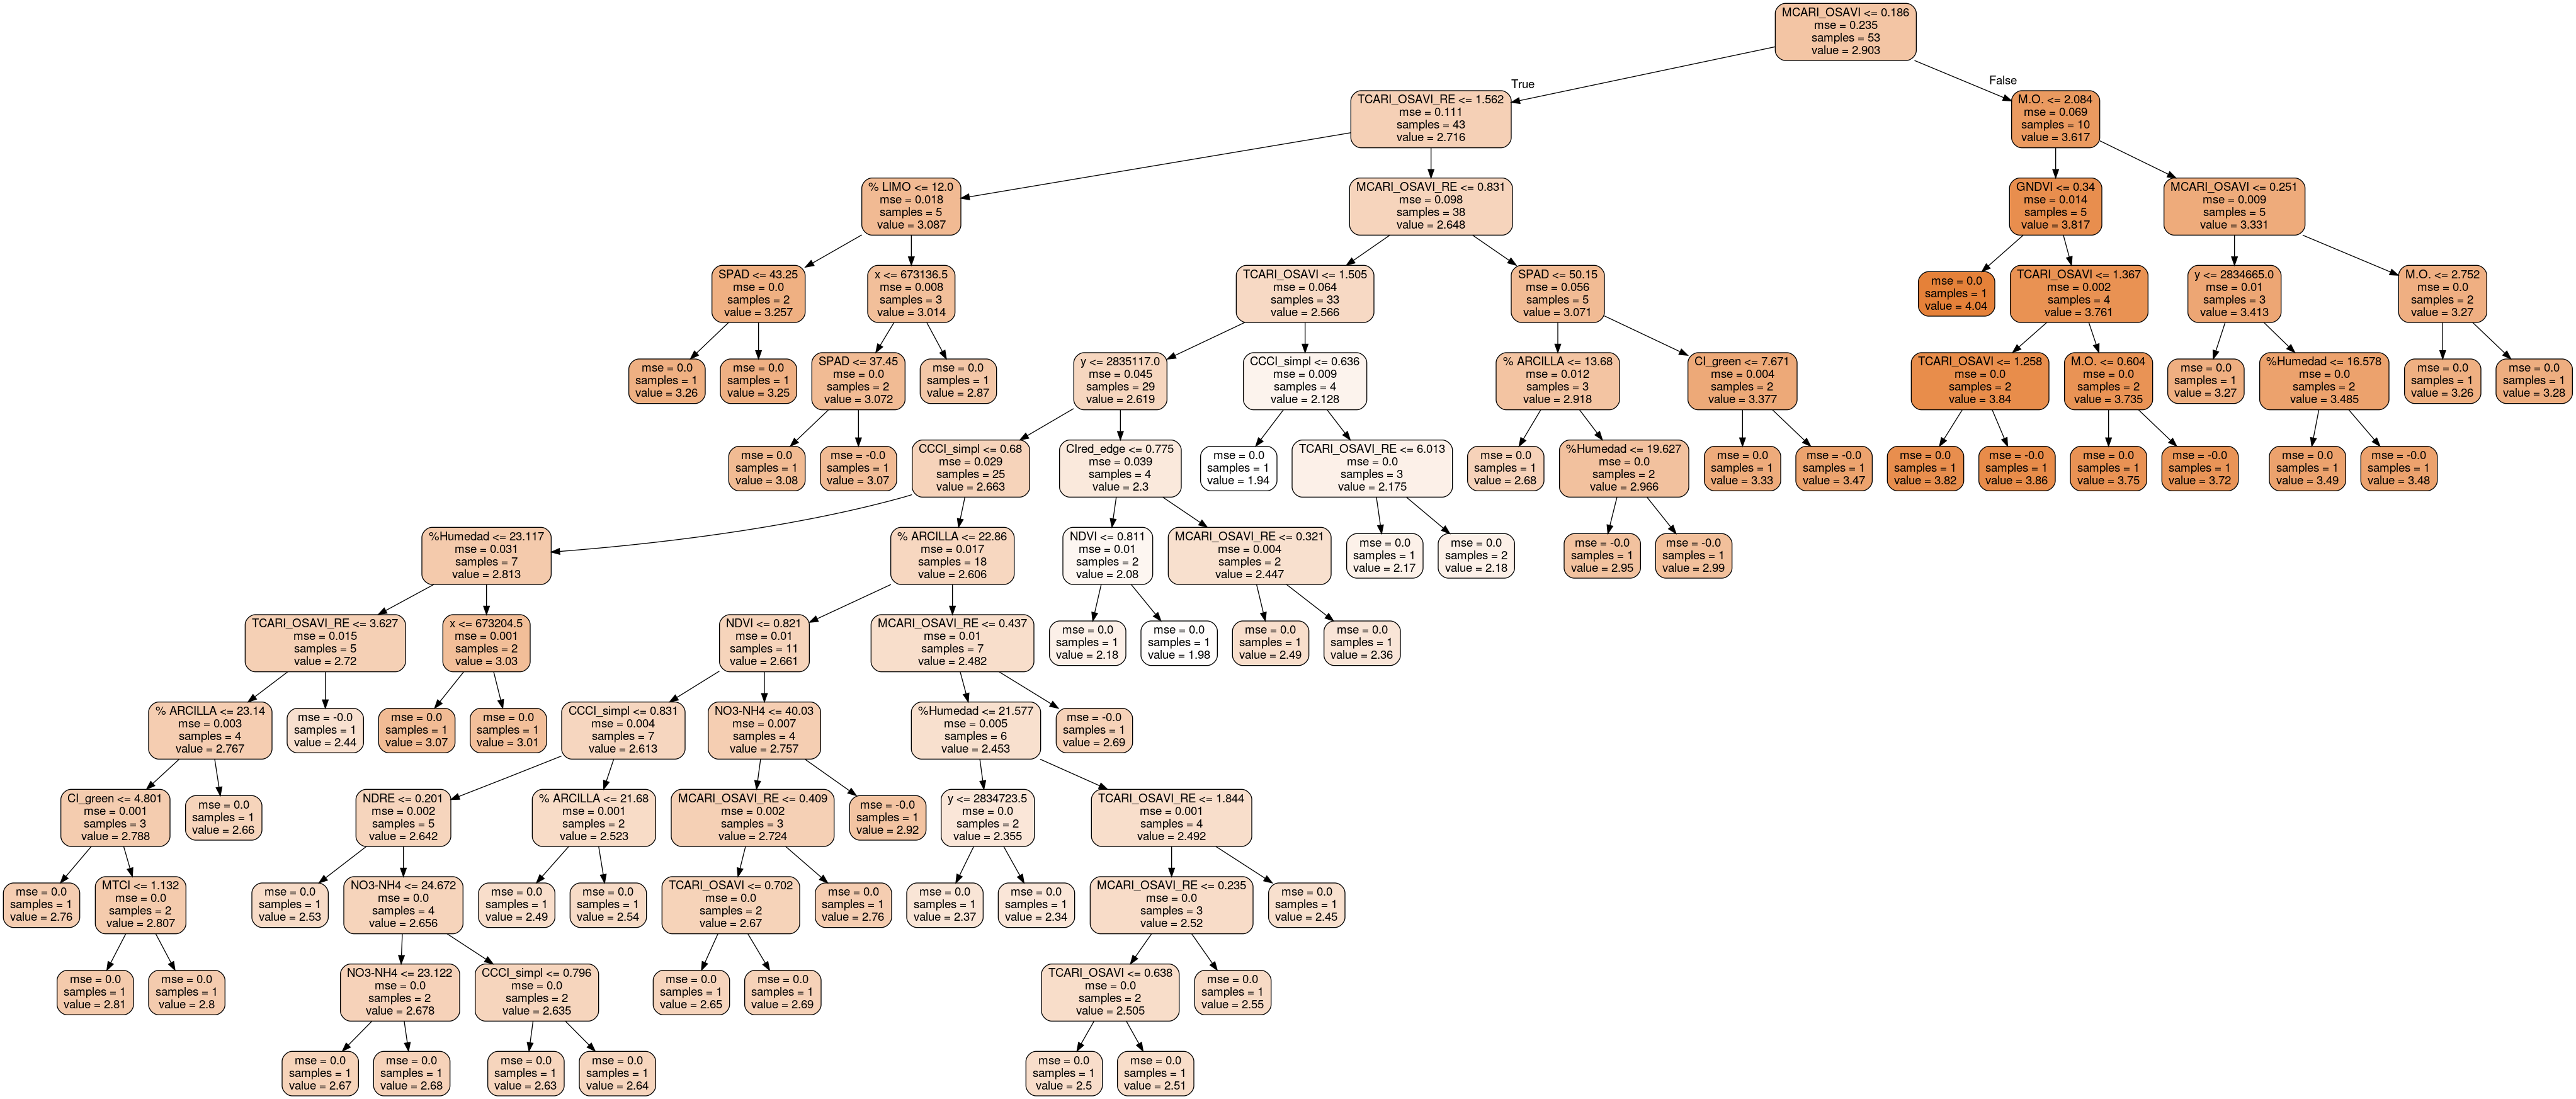 MCARI_OSAVI <= 0.186
mse = 0.235
samples = 53
value = 2.903
True
False
TCARI_OSAVI_RE <= 1.562
mse = 0.111
samples = 43
value = 2.716
M.O. <= 2.084
mse = 0.069
samples = 10
value = 3.617
% LIMO <= 12.0
mse = 0.018
samples = 5
value = 3.087
MCARI_OSAVI_RE <= 0.831
mse = 0.098
samples = 38
value = 2.648
GNDVI <= 0.34
mse = 0.014
samples = 5
value = 3.817
MCARI_OSAVI <= 0.251
mse = 0.009
samples = 5
value = 3.331
SPAD <= 43.25
mse = 0.0
samples = 2
value = 3.257
x <= 673136.5
mse = 0.008
samples = 3
value = 3.014
TCARI_OSAVI <= 1.505
mse = 0.064
samples = 33
value = 2.566
SPAD <= 50.15
mse = 0.056
samples = 5
value = 3.071
mse = 0.0
samples = 1
value = 4.04
TCARI_OSAVI <= 1.367
mse = 0.002
samples = 4
value = 3.761
y <= 2834665.0
mse = 0.01
samples = 3
value = 3.413
M.O. <= 2.752
mse = 0.0
samples = 2
value = 3.27
mse = 0.0
samples = 1
value = 3.26
mse = 0.0
samples = 1
value = 3.25
SPAD <= 37.45
mse = 0.0
samples = 2
value = 3.072
mse = 0.0
samples = 1
value = 2.87
y <= 2835117.0
mse = 0.045
samples = 29
value = 2.619
CCCI_simpl <= 0.636
mse = 0.009
samples = 4
value = 2.128
% ARCILLA <= 13.68
mse = 0.012
samples = 3
value = 2.918
CI_green <= 7.671
mse = 0.004
samples = 2
value = 3.377
TCARI_OSAVI <= 1.258
mse = 0.0
samples = 2
value = 3.84
M.O. <= 0.604
mse = 0.0
samples = 2
value = 3.735
mse = 0.0
samples = 1
value = 3.27
%Humedad <= 16.578
mse = 0.0
samples = 2
value = 3.485
mse = 0.0
samples = 1
value = 3.26
mse = 0.0
samples = 1
value = 3.28
mse = 0.0
samples = 1
value = 3.08
mse = -0.0
samples = 1
value = 3.07
CCCI_simpl <= 0.68
mse = 0.029
samples = 25
value = 2.663
CIred_edge <= 0.775
mse = 0.039
samples = 4
value = 2.3
mse = 0.0
samples = 1
value = 1.94
TCARI_OSAVI_RE <= 6.013
mse = 0.0
samples = 3
value = 2.175
mse = 0.0
samples = 1
value = 2.68
%Humedad <= 19.627
mse = 0.0
samples = 2
value = 2.966
mse = 0.0
samples = 1
value = 3.33
mse = -0.0
samples = 1
value = 3.47
mse = 0.0
samples = 1
value = 3.82
mse = -0.0
samples = 1
value = 3.86
mse = 0.0
samples = 1
value = 3.75
mse = -0.0
samples = 1
value = 3.72
mse = 0.0
samples = 1
value = 3.49
mse = -0.0
samples = 1
value = 3.48
%Humedad <= 23.117
mse = 0.031
samples = 7
value = 2.813
% ARCILLA <= 22.86
mse = 0.017
samples = 18
value = 2.606
NDVI <= 0.811
mse = 0.01
samples = 2
value = 2.08
MCARI_OSAVI_RE <= 0.321
mse = 0.004
samples = 2
value = 2.447
mse = 0.0
samples = 1
value = 2.17
mse = 0.0
samples = 2
value = 2.18
mse = -0.0
samples = 1
value = 2.95
mse = -0.0
samples = 1
value = 2.99
TCARI_OSAVI_RE <= 3.627
mse = 0.015
samples = 5
value = 2.72
x <= 673204.5
mse = 0.001
samples = 2
value = 3.03
NDVI <= 0.821
mse = 0.01
samples = 11
value = 2.661
MCARI_OSAVI_RE <= 0.437
mse = 0.01
samples = 7
value = 2.482
mse = 0.0
samples = 1
value = 2.18
mse = 0.0
samples = 1
value = 1.98
mse = 0.0
samples = 1
value = 2.49
mse = 0.0
samples = 1
value = 2.36
% ARCILLA <= 23.14
mse = 0.003
samples = 4
value = 2.767
mse = -0.0
samples = 1
value = 2.44
mse = 0.0
samples = 1
value = 3.07
mse = 0.0
samples = 1
value = 3.01
CCCI_simpl <= 0.831
mse = 0.004
samples = 7
value = 2.613
NO3-NH4 <= 40.03
mse = 0.007
samples = 4
value = 2.757
%Humedad <= 21.577
mse = 0.005
samples = 6
value = 2.453
mse = -0.0
samples = 1
value = 2.69
CI_green <= 4.801
mse = 0.001
samples = 3
value = 2.788
mse = 0.0
samples = 1
value = 2.66
NDRE <= 0.201
mse = 0.002
samples = 5
value = 2.642
% ARCILLA <= 21.68
mse = 0.001
samples = 2
value = 2.523
MCARI_OSAVI_RE <= 0.409
mse = 0.002
samples = 3
value = 2.724
mse = -0.0
samples = 1
value = 2.92
y <= 2834723.5
mse = 0.0
samples = 2
value = 2.355
TCARI_OSAVI_RE <= 1.844
mse = 0.001
samples = 4
value = 2.492
mse = 0.0
samples = 1
value = 2.76
MTCI <= 1.132
mse = 0.0
samples = 2
value = 2.807
mse = 0.0
samples = 1
value = 2.53
NO3-NH4 <= 24.672
mse = 0.0
samples = 4
value = 2.656
mse = 0.0
samples = 1
value = 2.49
mse = 0.0
samples = 1
value = 2.54
TCARI_OSAVI <= 0.702
mse = 0.0
samples = 2
value = 2.67
mse = 0.0
samples = 1
value = 2.76
mse = 0.0
samples = 1
value = 2.37
mse = 0.0
samples = 1
value = 2.34
MCARI_OSAVI_RE <= 0.235
mse = 0.0
samples = 3
value = 2.52
mse = 0.0
samples = 1
value = 2.45
mse = 0.0
samples = 1
value = 2.81
mse = 0.0
samples = 1
value = 2.8
NO3-NH4 <= 23.122
mse = 0.0
samples = 2
value = 2.678
CCCI_simpl <= 0.796
mse = 0.0
samples = 2
value = 2.635
mse = 0.0
samples = 1
value = 2.65
mse = 0.0
samples = 1
value = 2.69
TCARI_OSAVI <= 0.638
mse = 0.0
samples = 2
value = 2.505
mse = 0.0
samples = 1
value = 2.55
mse = 0.0
samples = 1
value = 2.67
mse = 0.0
samples = 1
value = 2.68
mse = 0.0
samples = 1
value = 2.63
mse = 0.0
samples = 1
value = 2.64
mse = 0.0
samples = 1
value = 2.5
mse = 0.0
samples = 1
value = 2.51